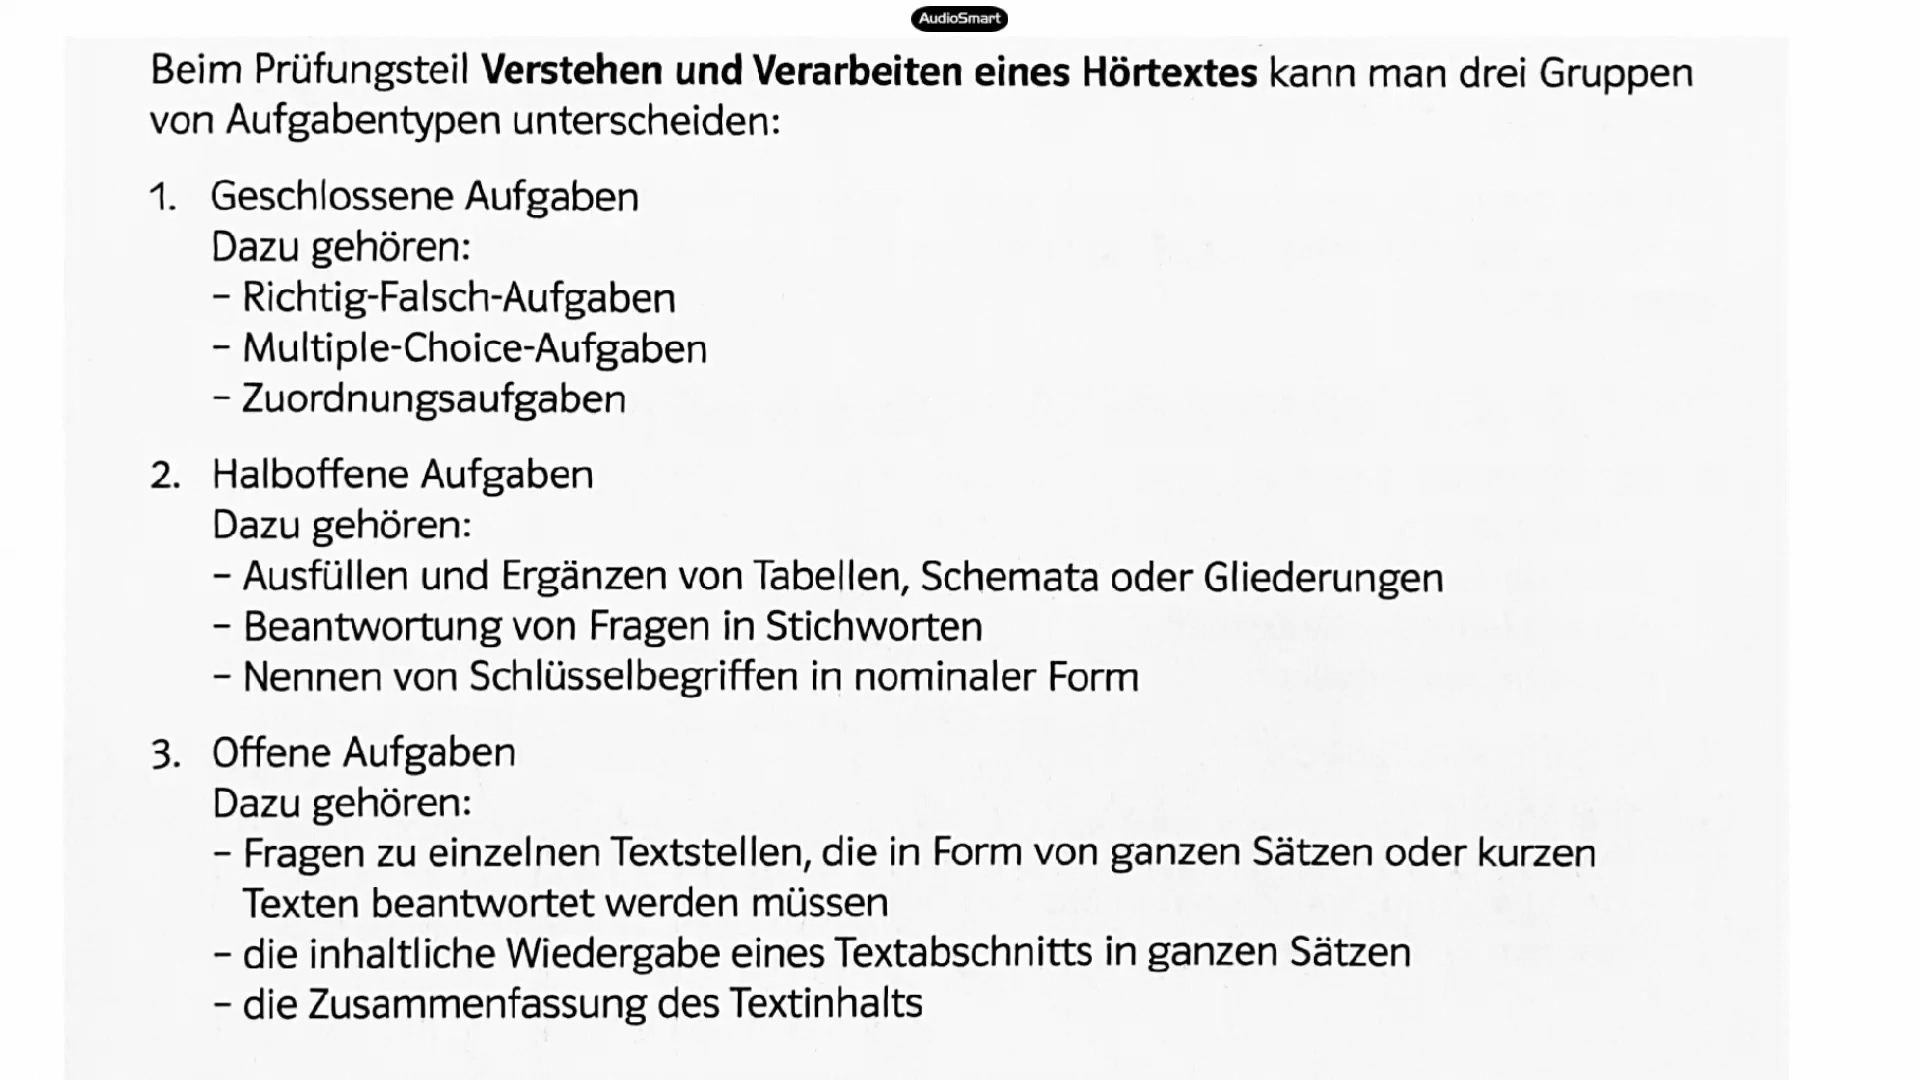 AudioSmart
Beim Prüfungsteil Verstehen und Verarbeiten eines Hörtextes kann man drei Gruppen
von Aufgabentypen unterscheiden:
1. Geschlossene Aufgaben
Dazu gehören:
– Richtig-Falsch-Aufgaben
– Multiple-Choice-Aufgaben
– Zuordnungsaufgaben
2. Halboffene Aufgaben
Dazu gehören:
– Ausfüllen und Ergänzen von Tabellen, Schemata oder Gliederungen
– Beantwortung von Fragen in Stichworten
– Nennen von Schlüsselbegriffen in nominaler Form
3. Offene Aufgaben
Dazu gehören:
– Fragen zu einzelnen Textstellen, die in Form von ganzen Sätzen oder kurzen
Texten beantwortet werden müssen
– die inhaltliche Wiedergabe eines Textabschnitts in ganzen Sätzen
– die Zusammenfassung des Textinhalts